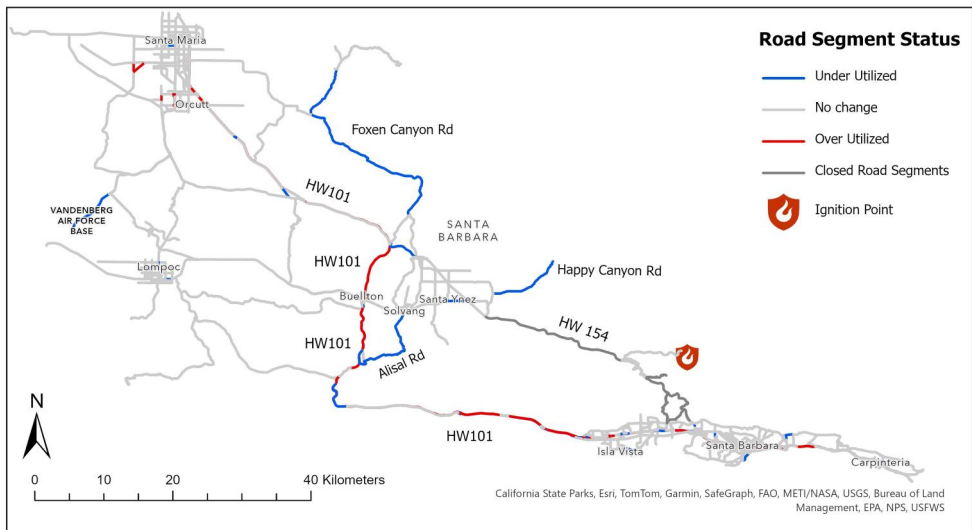 Santa Maria
Orcutt
Foxen Canyon Rd
HW101
VANDENBERG
AIR FORCE
BASE
SANTA
BARBARA
HW101
Happy Canyon Rd
Lompoc
Buellton
Santa Ynez
Solvang
HW 154
HW101
Alisal Rd
HW101
Isla Vista
Santa Barbara
Carpinteria
Road Segment Status
Under Utilized
No change
Over Utilized
Closed Road Segments
Ignition Point
N
0 10 20 40 Kilometers
California State Parks, Esri, TomTom, Garmin, SafeGraph, FAO, METI/NASA, USGS, Bureau of Land
Management, EPA, NPS, USFWS